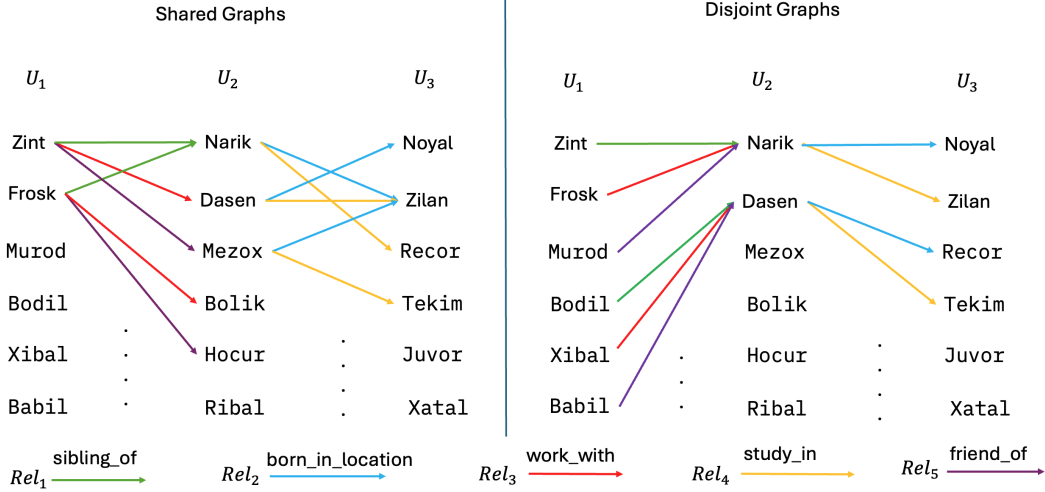 Shared Graphs
U1 U2 U3
Zint Narik Noyal
Frosk Dasen Zilan
Murod Mezox Recor
Bodil Bolik Tekim
Xibal Hocur Juvor
Babil Ribal Xatal
Disjoint Graphs
U1 U2 U3
Zint Narik Noyal
Frosk Dasen Zilan
Murod Mezox Recor
Bodil Bolik Tekim
Xibal Hocur Juvor
Babil Ribal Xatal
Rel1 sibling_of
Rel2 born_in_location
Rel3 work_with
Rel4 study_in
Rel5 friend_of